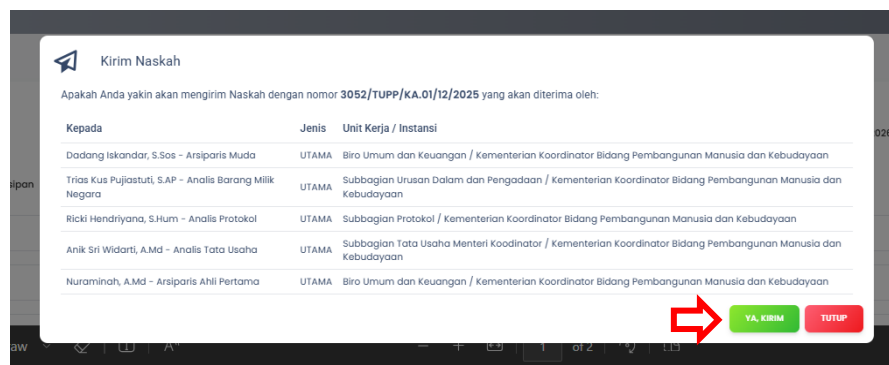 Kirim Naskah
Apakah Anda yakin akan mengirim Naskah dengan nomor 3052/TUPP/KA.01/12/2025 yang akan diterima oleh:
Kepada Jenis Unit Kerja / Instansi
Dadang Iskandar, S.Sos - Arsiparis Muda UTAMA Biro Umum dan Keuangan / Kementerian Koordinator Bidang Pembangunan Manusia dan Kebudayaan
Trias Kus Pujiastuti, S.AP - Analis Barang Milik Negara UTAMA Subbagian Urusan Dalam dan Pengadaan / Kementerian Koordinator Bidang Pembangunan Manusia dan Kebudayaan
Ricki Hendriyana, S.Hum - Analis Protokol UTAMA Subbagian Protokol / Kementerian Koordinator Bidang Pembangunan Manusia dan Kebudayaan
Anik Sri Widarti, A.Md - Analis Tata Usaha UTAMA Subbagian Tata Usaha Menteri Koodinator / Kementerian Koordinator Bidang Pembangunan Manusia dan Kebudayaan
Nuraminah, A.Md - Arsiparis Ahli Pertama UTAMA Biro Umum dan Keuangan / Kementerian Koordinator Bidang Pembangunan Manusia dan Kebudayaan
YA, KIRIM TUTUP
1 of 2